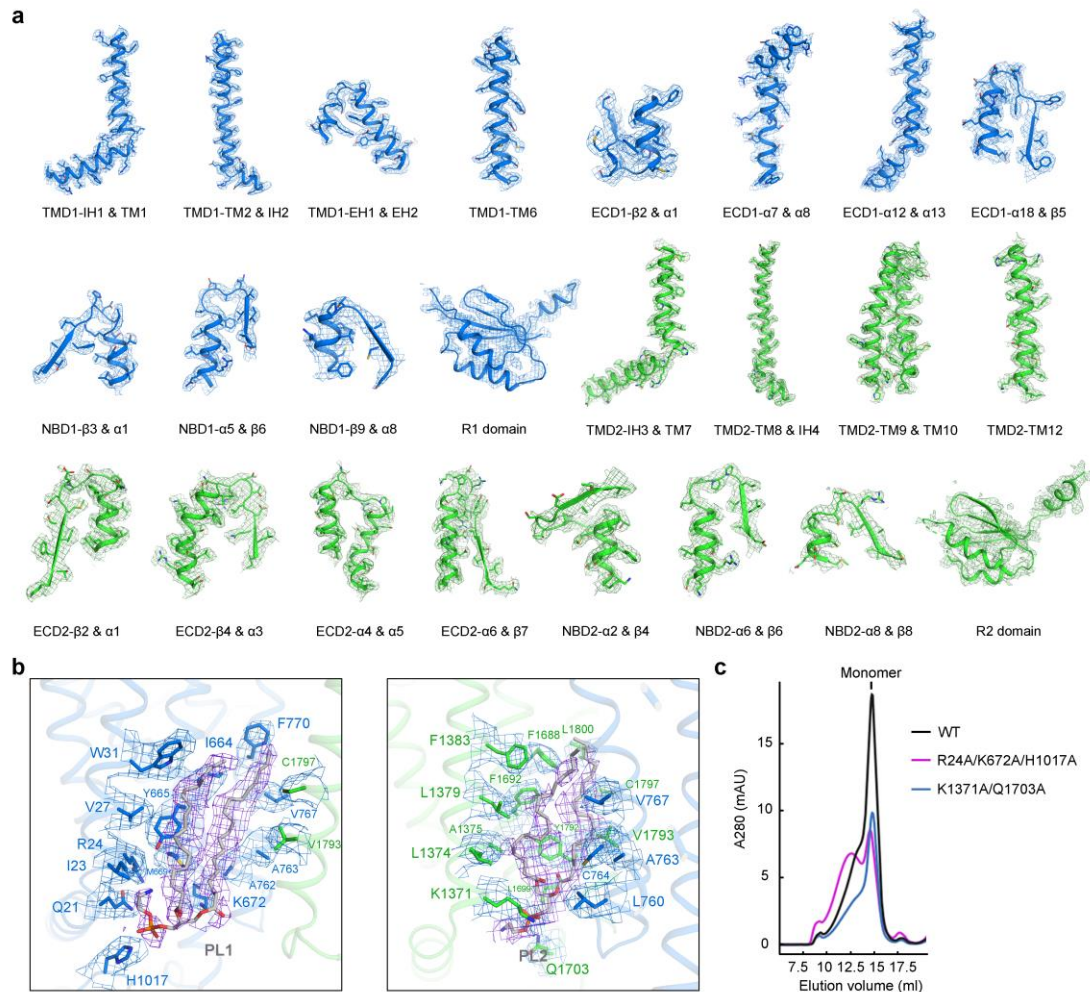 a
TMD1-IH1 & TM1
TMD1-TM2 & IH2
TMD1-EH1 & EH2
TMD1-TM6
ECD1-β2 & α1
ECD1-α7 & α8
ECD1-α12 & α13
ECD1-α18 & β5
NBD1-β3 & α1
NBD1-α5 & β6
NBD1-β9 & α8
R1 domain
TMD2-IH3 & TM7
TMD2-TM8 & IH4
TMD2-TM9 & TM10
TMD2-TM12
ECD2-β2 & α1
ECD2-β4 & α3
ECD2-α4 & α5
ECD2-α6 & β7
NBD2-α2 & β4
NBD2-α6 & β6
NBD2-α8 & β8
R2 domain
b
F770
W31
I664
C1797
Y665
V27
V767
R24
V1793
I23
M669
A763
A762
Q21
K672
PL1
H1017
L1800
F1688
F1383
F1692
C1797
L1379
V767
A1375
Y1792
V1793
L1374
A763
C764
K1371
L1699
L760
PL2
Q1703
c
Monomer
WT
R24A/K672A/H1017A
K1371A/Q1703A
A280 (mAU)
15
10
5
0
7.5 10 12.5 15 17.5
Elution volume (ml)